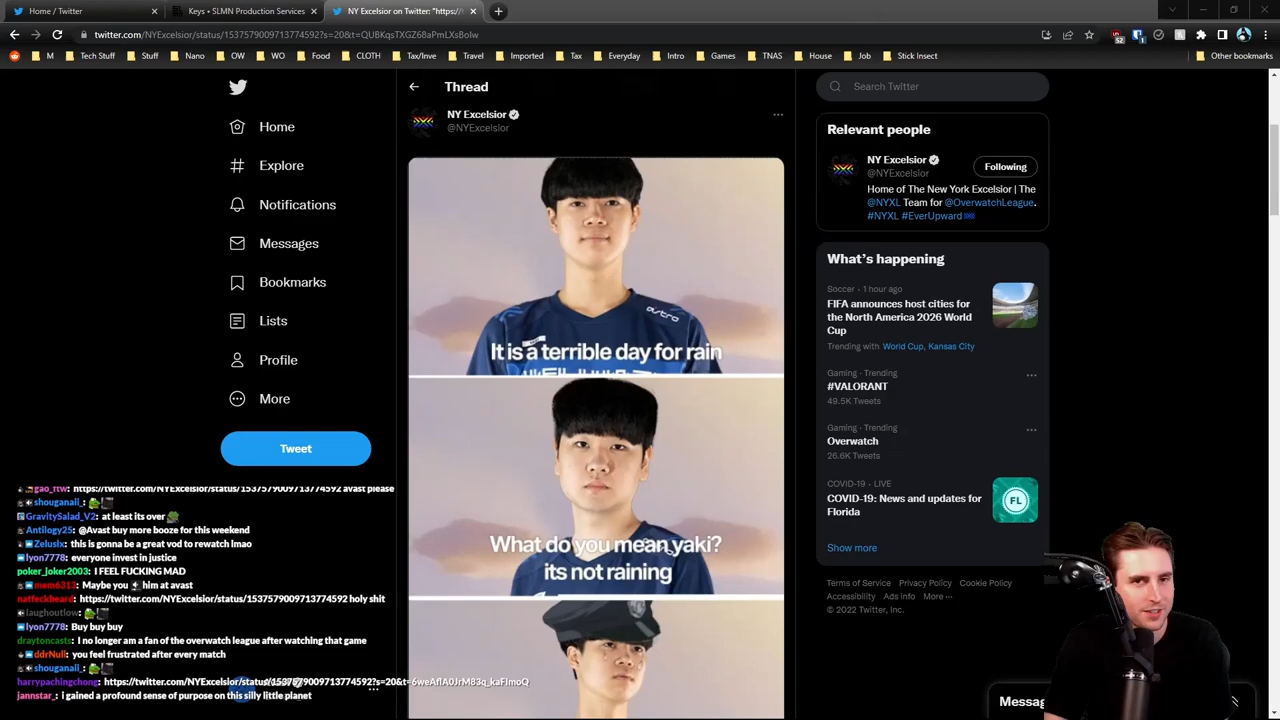 Home / Twitter
Keys • SLMN Production Services
NY Excelsior on Twitter: "https://
twitter.com/NYExcelsior/status/1537579009713774592?s=20&t=QUBKqsTXGZ68aPmLXsBolw
M
Tech Stuff
Stuff
Nano
OW
WO
Food
CLOTH
Tax/Inve
Travel
Imported
Tax
Everyday
Intro
Games
TNAS
House
Job
Stick Insect
Other bookmarks
Home
Explore
Notifications
Messages
Bookmarks
Lists
Profile
More
Tweet
Thread
NY Excelsior
@NYExcelsior
astro
It is a terrible day for rain
What do you mean yaki?
its not raining
Search Twitter
Relevant people
NY Excelsior
@NYExcelsior
Following
Home of The New York Excelsior | The
@NYXL Team for @OverwatchLeague.
#NYXL #EverUpward
What's happening
Soccer · 1 hour ago
FIFA announces host cities for
the North America 2026 World
Cup
Trending with World Cup, Kansas City
Gaming · Trending
#VALORANT
49.5K Tweets
Gaming · Trending
Overwatch
26.6K Tweets
COVID-19 · LIVE
COVID-19: News and updates for
Florida
FL
Show more
Terms of Service Privacy Policy Cookie Policy
Accessibility Ads info More ···
© 2022 Twitter, Inc.
Messag
gao_ftw: https://twitter.com/NYExcelsior/status/1537579009713774592 avast please
shouganaii_:
GravitySalad_V2: at least its over
Antilogy25: @Avast buy more booze for this weekend
Zelusix: this is gonna be a great vod to rewatch lmao
lyon7778: everyone invest in justice
poker_joker2003: I FEEL FUCKING MAD
mem6313: Maybe you him at avast
natfeckheard: https://twitter.com/NYExcelsior/status/1537579009713774592 holy shit
laughoutlow:
lyon7778: Buy buy buy
draytoncasts: I no longer am a fan of the overwatch league after watching that game
ddrNull: you feel frustrated after every match
shouganaii_:
harrypachingchong: https://twitter.com/NYExcelsior/status/1537579009713774592?s=20&t=6weAflA0JrM83q_kaFimoQ
jannstar_: i gained a profound sense of purpose on this silly little planet